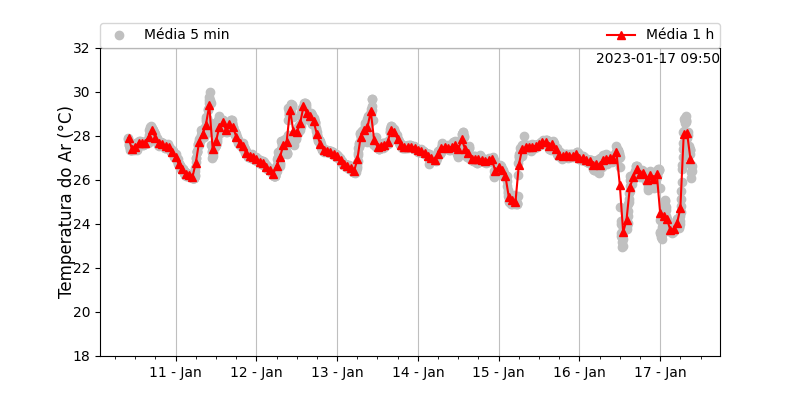 Média 5 min
Média 1 h
2023-01-17 09:50
Temperatura do Ar (°C)
32
30
28
26
24
22
20
18
11 - Jan
12 - Jan
13 - Jan
14 - Jan
15 - Jan
16 - Jan
17 - Jan